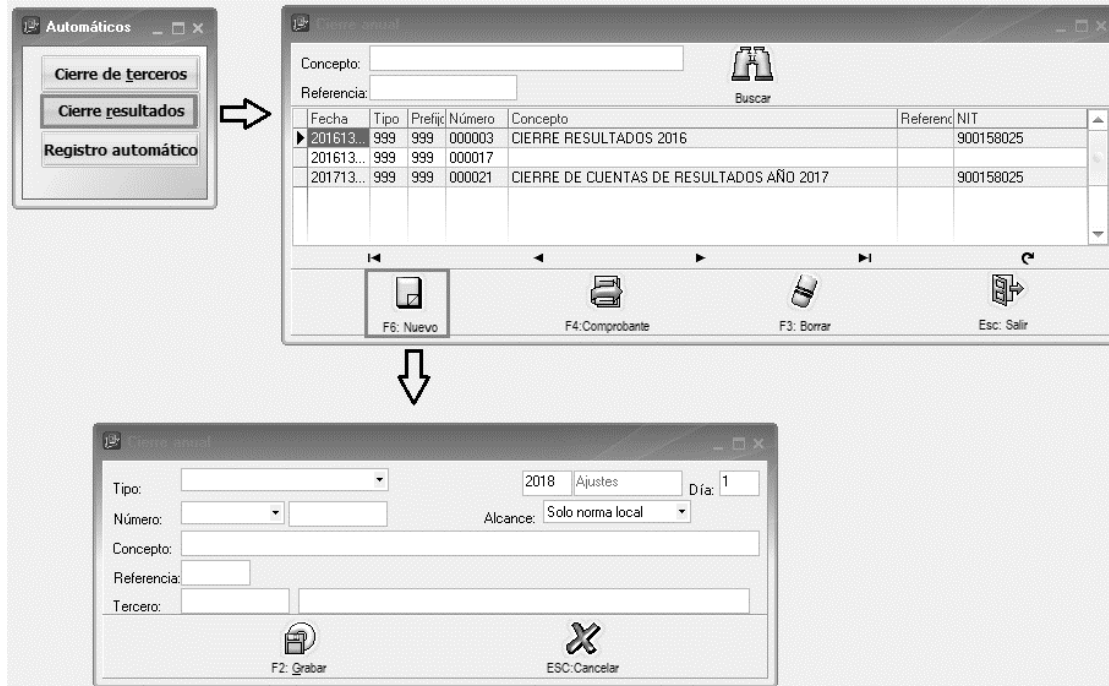 Automáticos
Cierre de terceros
Cierre resultados
Registro automático
Cierre anual
Concepto:
Referencia:
Buscar
Fecha Tipo Prefijo Número Concepto Referenc NIT
201613... 999 999 000003 CIERRE RESULTADOS 2016 900158025
201613... 999 999 000017
201713... 999 999 000021 CIERRE DE CUENTAS DE RESULTADOS AÑO 2017 900158025
F6: Nuevo F4:Comprobante F3: Borrar Esc: Salir
Cierre anual
Tipo: 2018 Ajustes Día: 1
Número: Alcance: Solo norma local
Concepto:
Referencia:
Tercero:
F2: Grabar ESC:Cancelar